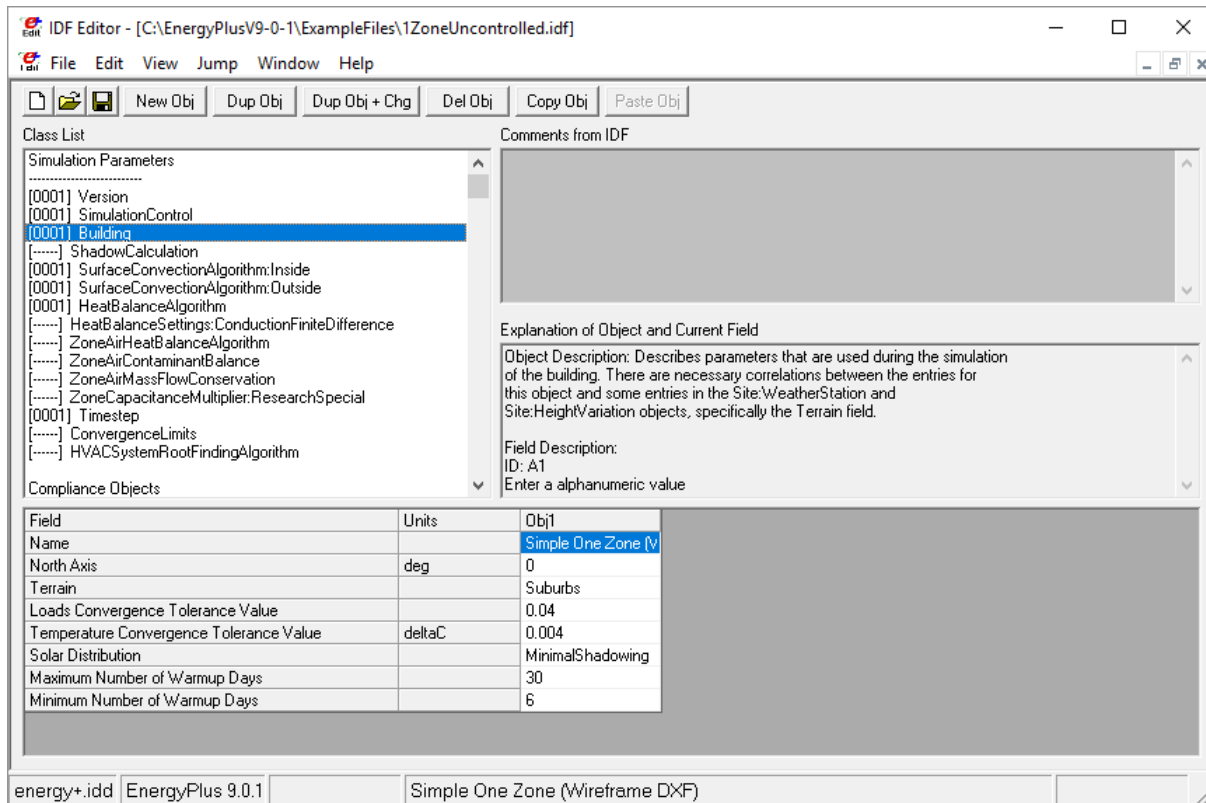 IDF Editor - [C:\EnergyPlusV9-0-1\ExampleFiles\1ZoneUncontrolled.idf]
File Edit View Jump Window Help
New Obj Dup Obj Dup Obj + Chg Del Obj Copy Obj Paste Obj
Class List
Simulation Parameters
---------------------------
[0001] Version
[0001] SimulationControl
[0001] Building
[------] ShadowCalculation
[0001] SurfaceConvectionAlgorithm:Inside
[0001] SurfaceConvectionAlgorithm:Outside
[0001] HeatBalanceAlgorithm
[------] HeatBalanceSettings:ConductionFiniteDifference
[------] ZoneAirHeatBalanceAlgorithm
[------] ZoneAirContaminantBalance
[------] ZoneAirMassFlowConservation
[------] ZoneCapacitanceMultiplier:ResearchSpecial
[0001] Timestep
[------] ConvergenceLimits
[------] HVACSystemRootFindingAlgorithm
Compliance Objects
Comments from IDF
Explanation of Object and Current Field
Object Description: Describes parameters that are used during the simulation
of the building. There are necessary correlations between the entries for
this object and some entries in the Site:WeatherStation and
Site:HeightVariation objects, specifically the Terrain field.
Field Description:
ID: A1
Enter a alphanumeric value
Field Units Obj1
Name Simple One Zone (V
North Axis deg 0
Terrain Suburbs
Loads Convergence Tolerance Value 0.04
Temperature Convergence Tolerance Value deltaC 0.004
Solar Distribution MinimalShadowing
Maximum Number of Warmup Days 30
Minimum Number of Warmup Days 6
energy+.idd EnergyPlus 9.0.1 Simple One Zone (Wireframe DXF)